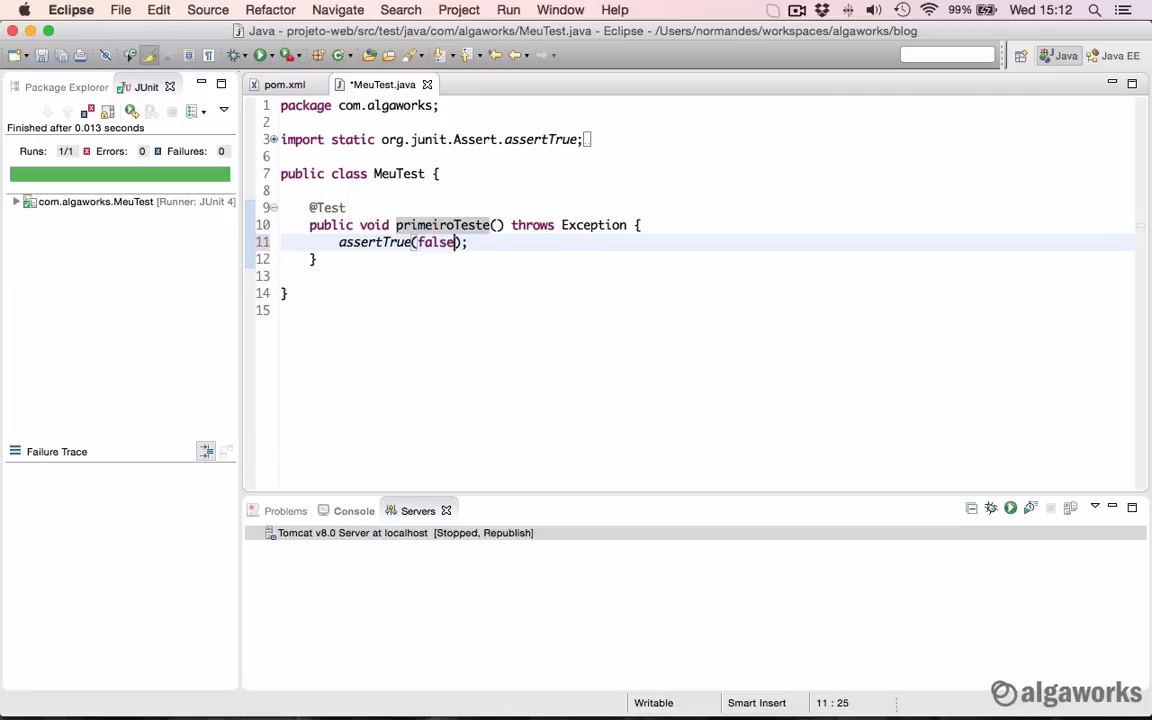 Eclipse File Edit Source Refactor Navigate Search Project Run Window Help 99% Wed 15:12
Java - projeto-web/src/test/java/com/algaworks/MeuTest.java - Eclipse - /Users/normandes/workspaces/algaworks/blog
Java Java EE
Package Explorer JUnit
pom.xml *MeuTest.java
Finished after 0.013 seconds
Runs: 1/1 Errors: 0 Failures: 0
com.algaworks.MeuTest [Runner: JUnit 4]
Failure Trace
1 package com.algaworks;
2
3 import static org.junit.Assert.assertTrue;
6
7 public class MeuTest {
8
9 @Test
10 public void primeiroTeste() throws Exception {
11 assertTrue(false);
12 }
13
14 }
15
Problems Console Servers
Tomcat v8.0 Server at localhost [Stopped, Republish]
Writable Smart Insert 11 : 25
algaworks